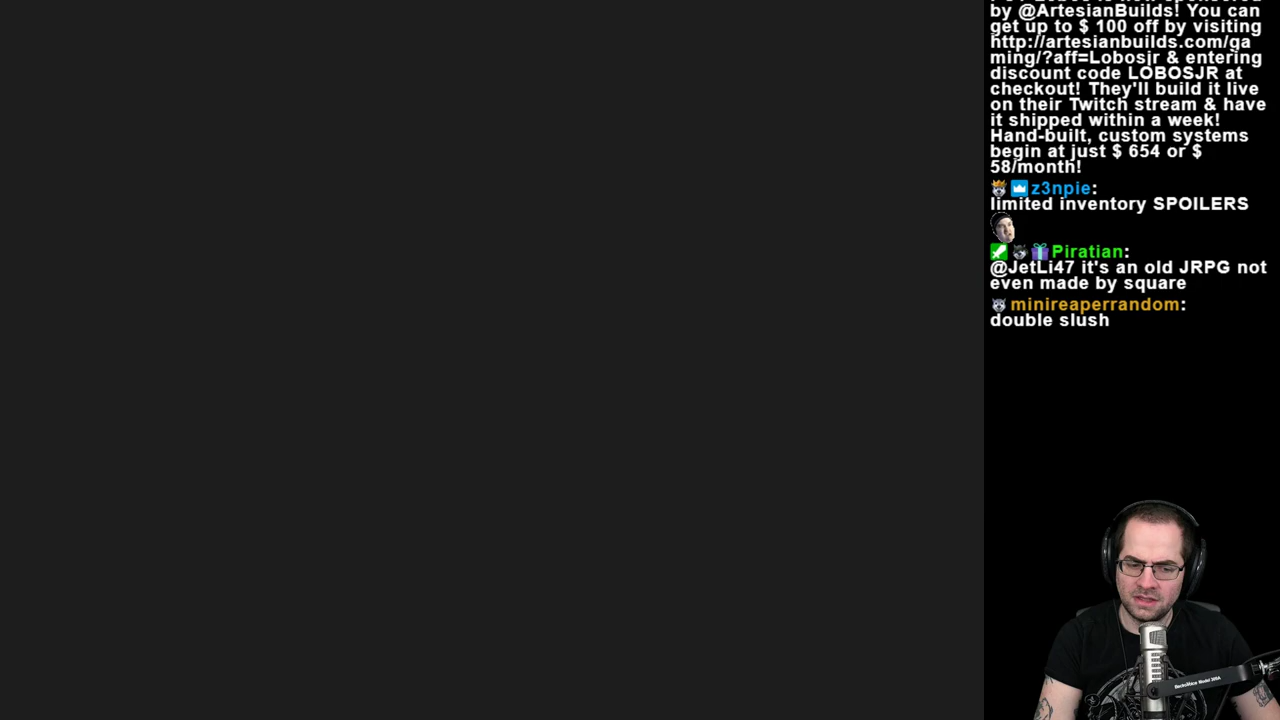 by @ArtesianBuilds! You can
get up to $ 100 off by visiting
http://artesianbuilds.com/ga
ming/?aff=Lobosjr & entering
discount code LOBOSJR at
checkout! They'll build it live
on their Twitch stream & have
it shipped within a week!
Hand-built, custom systems
begin at just $ 654 or $
58/month!
z3npie:
limited inventory SPOILERS
Piratian:
@JetLi47 it's an old JRPG not
even made by square
minireaperrandom:
double slush